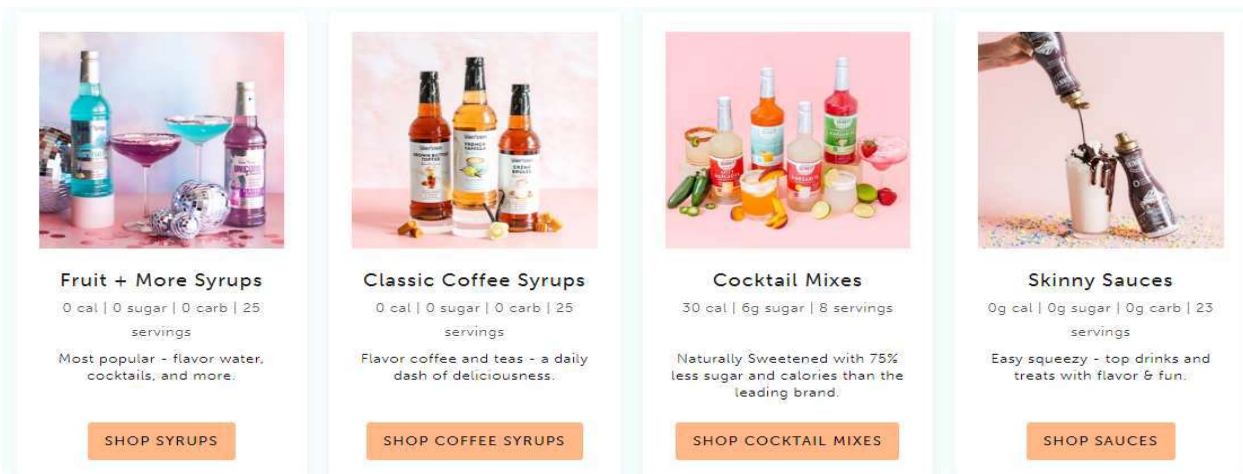 Fruit + More Syrups
0 cal | 0 sugar | 0 carb | 25
servings
Most popular - flavor water,
cocktails, and more.
SHOP SYRUPS
Classic Coffee Syrups
0 cal | 0 sugar | 0 carb | 25
servings
Flavor coffee and teas - a daily
dash of deliciousness.
SHOP COFFEE SYRUPS
Cocktail Mixes
30 cal | 6g sugar | 8 servings
Naturally Sweetened with 75%
less sugar and calories than the
leading brand.
SHOP COCKTAIL MIXES
Skinny Sauces
0g cal | 0g sugar | 0g carb | 23
servings
Easy squeezy - top drinks and
treats with flavor & fun.
SHOP SAUCES
UNICORN
FRENCH
VANILLA